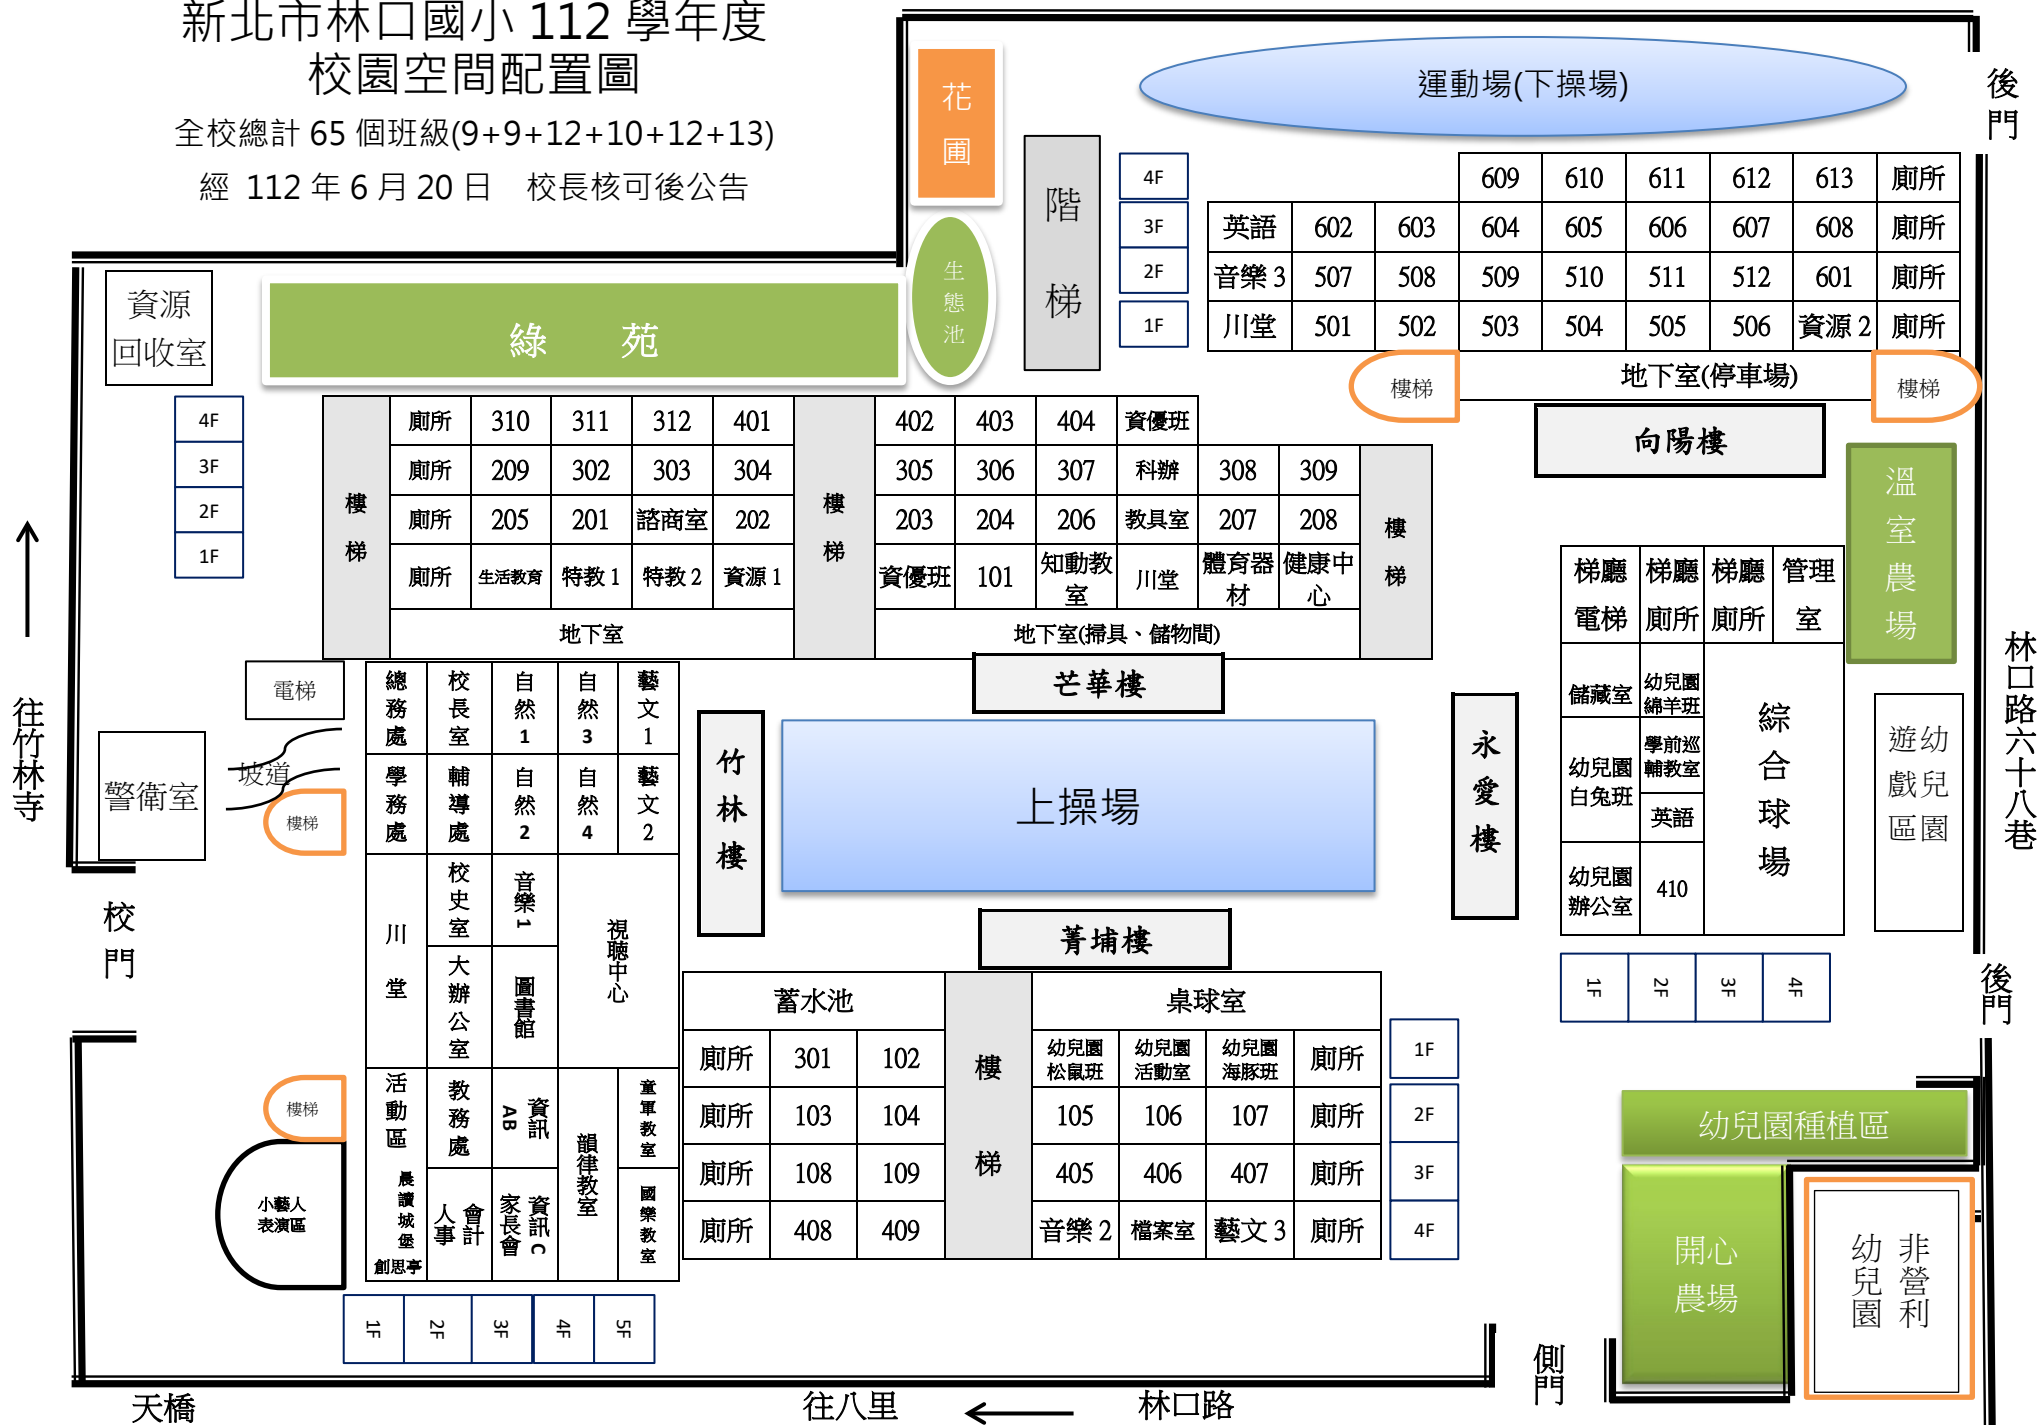 新北市林口國小 112 學年度
校園空間配置圖
全校總計 65 個班級(9+9+12+10+12+13)
經 112 年 6 月 20 日 校長核可後公告
花圃
生態池
階梯
運動場(下操場)
後門
4F 609 610 611 612 613 廁所
3F 英語 602 603 604 605 606 607 608 廁所
2F 音樂 3 507 508 509 510 511 512 601 廁所
1F 川堂 501 502 503 504 505 506 資源 2 廁所
樓梯 地下室(停車場) 樓梯
向陽樓
資源
回收室
綠 苑
4F
3F
2F
1F
樓梯
廁所 310 311 312 401
廁所 209 302 303 304
廁所 205 201 諮商室 202
廁所 生活教育 特教 1 特教 2 資源 1
地下室
樓梯
402 403 404 資優班
305 306 307 科辦 308 309
203 204 206 教具室 207 208
資優班 101 知動教室 川堂 體育器材 健康中心
地下室(掃具、儲物間)
樓梯
芒華樓
溫室農場
梯廳電梯 梯廳廁所 梯廳廁所 管理室
儲藏室
幼兒園
綿羊班
幼兒園
白兔班
學前巡
輔教室
英語
幼兒園
辦公室
410
綜合球場
1F 2F 3F 4F
永愛樓
幼兒園遊戲區
林口路六十八巷
後門
往竹林寺
電梯
坡道
警衛室
樓梯
校門
總務處 校長室 自然1 自然3 藝文1
學務處 輔導處 自然2 自然4 藝文2
川堂 校史室 音樂1 視聽中心
大辦公室 圖書館
活動區 教務處 資訊AB 韻律教室 童軍教室
晨讀城堡
創思亭
會計人事 資訊C家長會 國樂教室
1F 2F 3F 4F 5F
樓梯
小藝人
表演區
竹林樓
上操場
菁埔樓
蓄水池 樓梯 桌球室
廁所 301 102 幼兒園松鼠班 幼兒園活動室 幼兒園海豚班 廁所 1F
廁所 103 104 105 106 107 廁所 2F
廁所 108 109 405 406 407 廁所 3F
廁所 408 409 音樂 2 檔案室 藝文 3 廁所 4F
幼兒園種植區
開心
農場
非營利幼兒園
側門
天橋
往八里
林口路